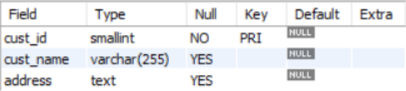 Field Type Null Key Default Extra
cust_id smallint NO PRI NULL
cust_name varchar(255) YES NULL
address text YES NULL